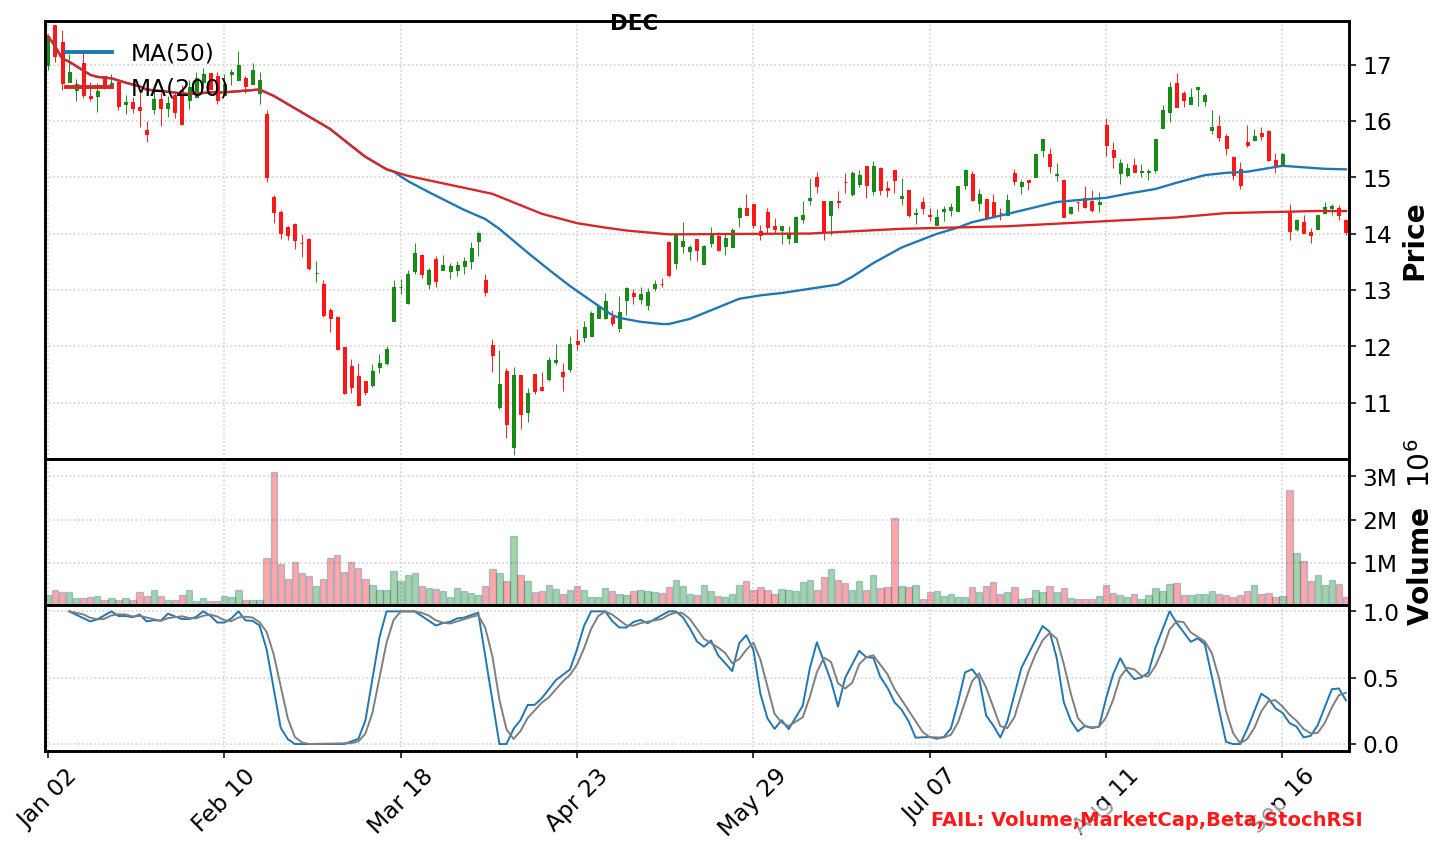 DEC
MA(50)
MA(200)
17
16
15
14
13
12
11
Price
3M
2M
1M
Volume 10⁶
1.0
0.5
0.0
Jan 02
Feb 10
Mar 18
Apr 23
May 29
Jul 07
Aug 11
Sep 16
FAIL: Volume,MarketCap,Beta,StochRSI